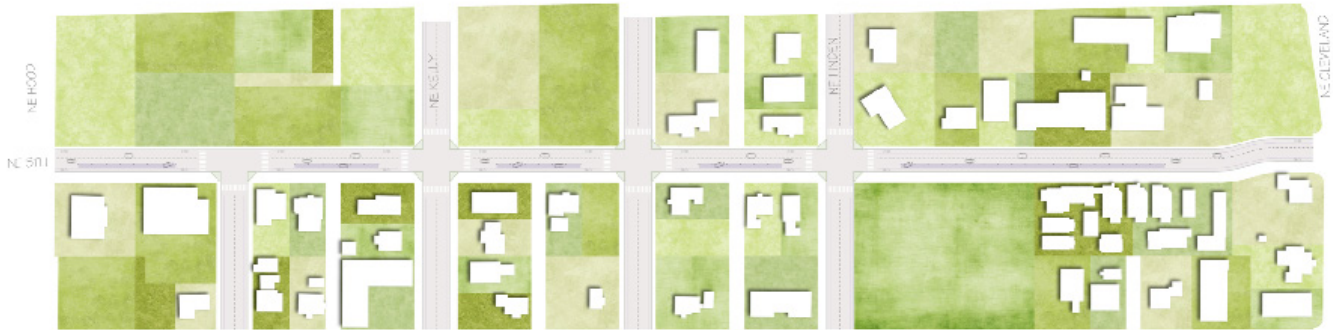 NE HOOD
NE KELLY
NE LINDEN
NE CLEVELAND
NE 5TH